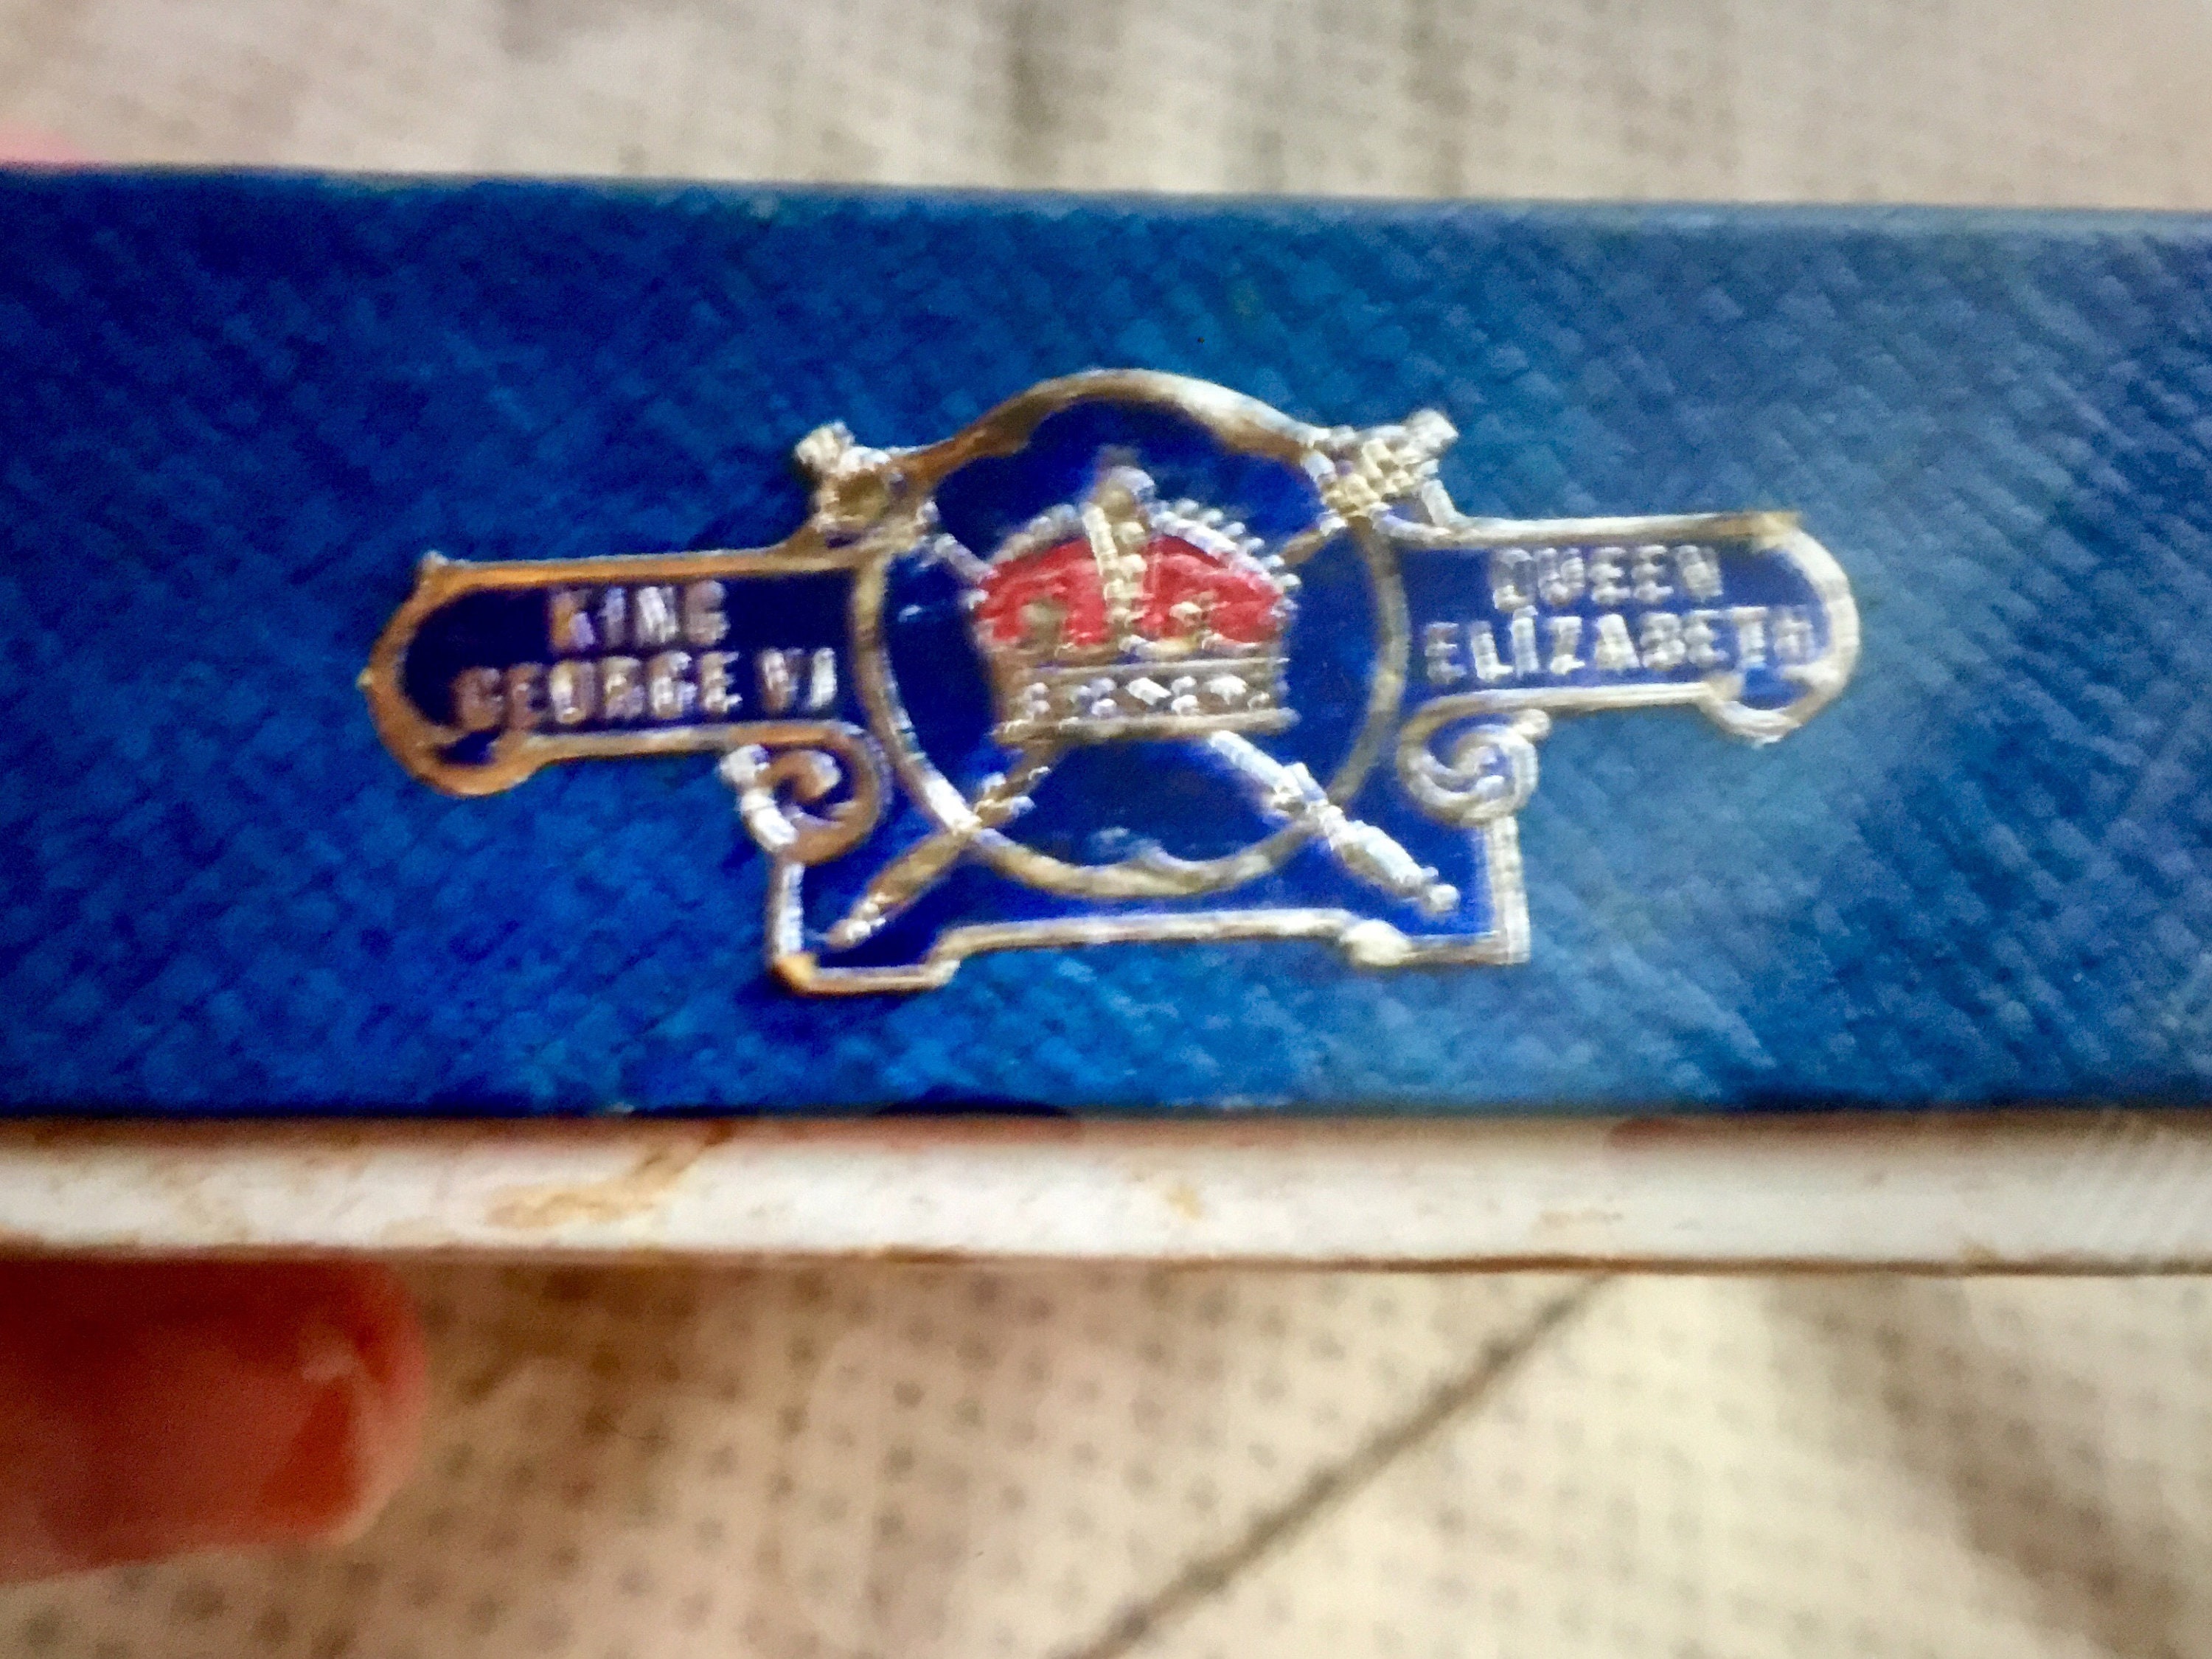 KING
GEORGE VI
QUEEN
ELIZABETH